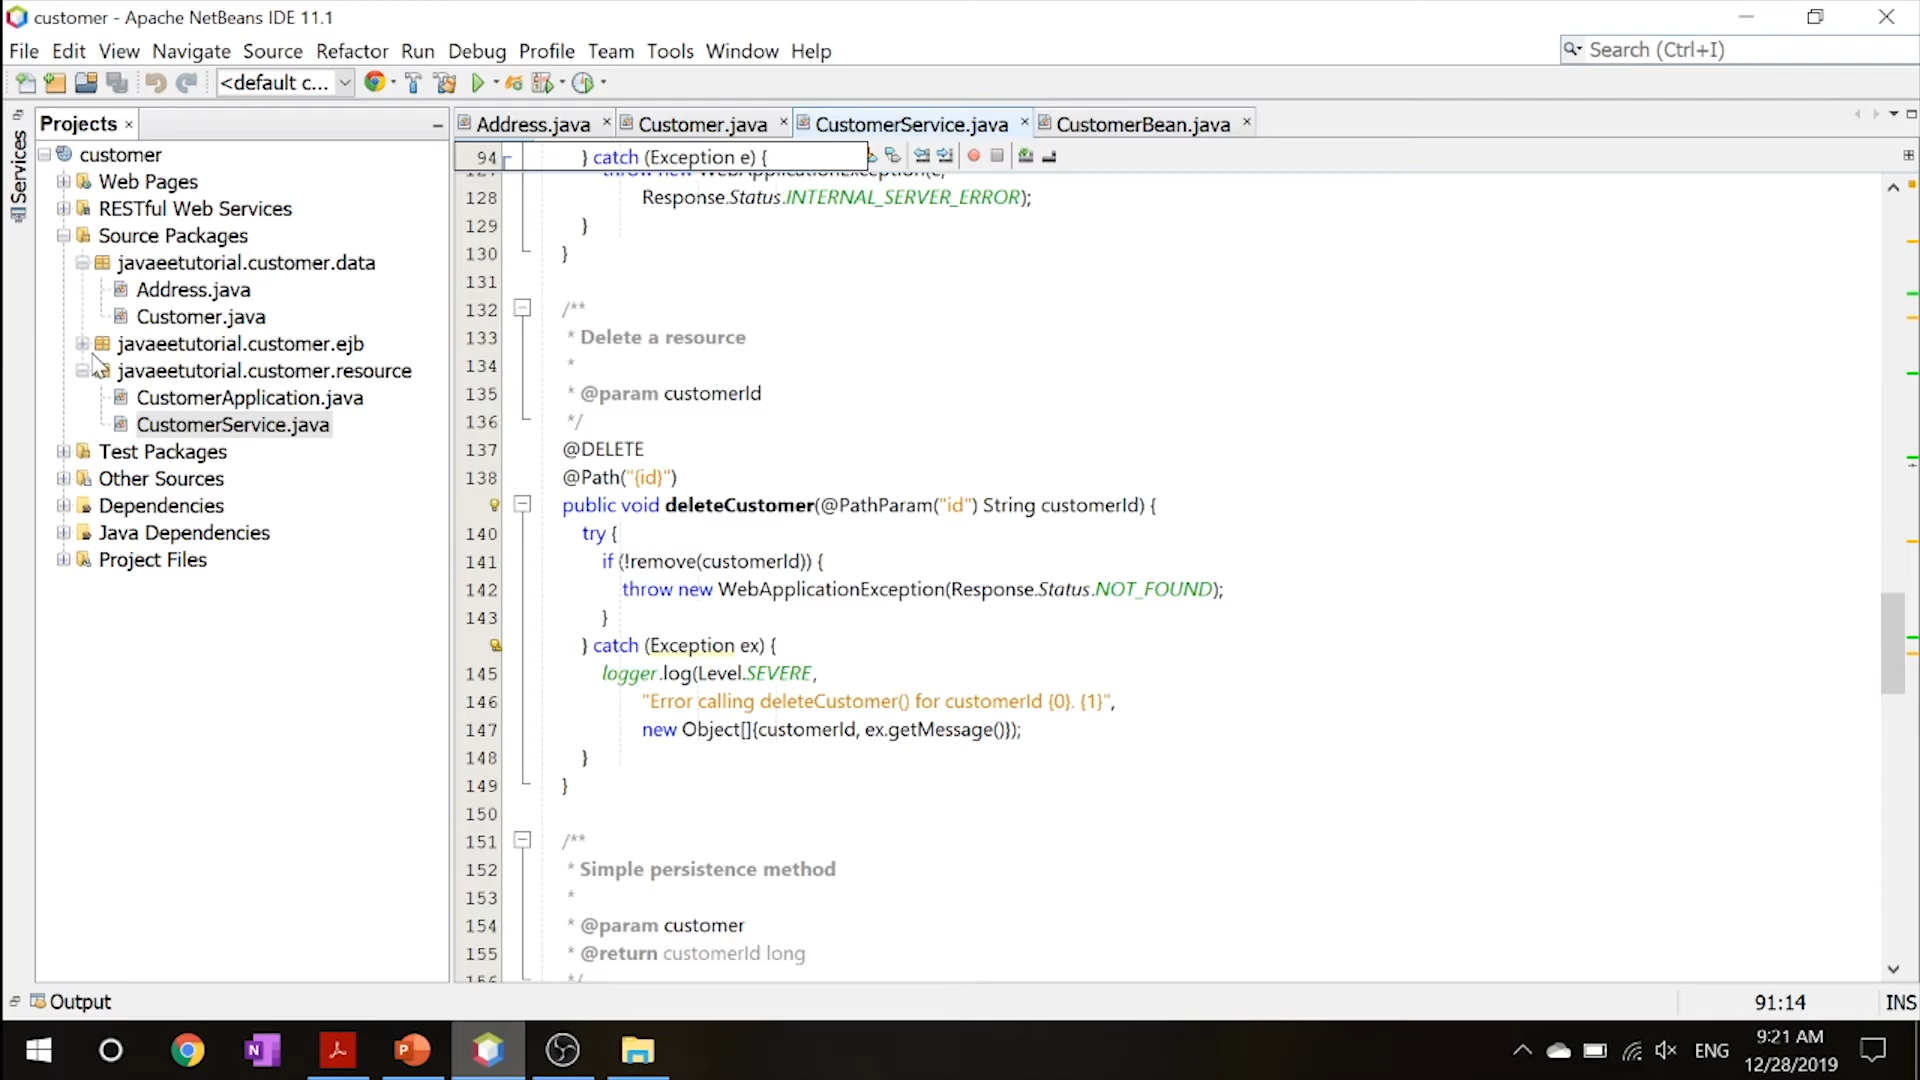 customer - Apache NetBeans IDE 11.1
File Edit View Navigate Source Refactor Run Debug Profile Team Tools Window Help
Search (Ctrl+I)
<default c...
Services
Projects
customer
Web Pages
RESTful Web Services
Source Packages
javaeetutorial.customer.data
Address.java
Customer.java
javaeetutorial.customer.ejb
javaeetutorial.customer.resource
CustomerApplication.java
CustomerService.java
Test Packages
Other Sources
Dependencies
Java Dependencies
Project Files
Address.java Customer.java CustomerService.java CustomerBean.java
94 } catch (Exception e) {
127 throw new WebApplicationException(e,
128 Response.Status.INTERNAL_SERVER_ERROR);
129 }
130 }
131
132 /**
133 * Delete a resource
134 *
135 * @param customerId
136 */
137 @DELETE
138 @Path("{id}")
public void deleteCustomer(@PathParam("id") String customerId) {
140 try {
141 if (!remove(customerId)) {
142 throw new WebApplicationException(Response.Status.NOT_FOUND);
143 }
} catch (Exception ex) {
145 logger.log(Level.SEVERE,
146 "Error calling deleteCustomer() for customerId {0}. {1}",
147 new Object[]{customerId, ex.getMessage()});
148 }
149 }
150
151 /**
152 * Simple persistence method
153 *
154 * @param customer
155 * @return customerId long
156 */
Output
91:14 INS
ENG
9:21 AM
12/28/2019